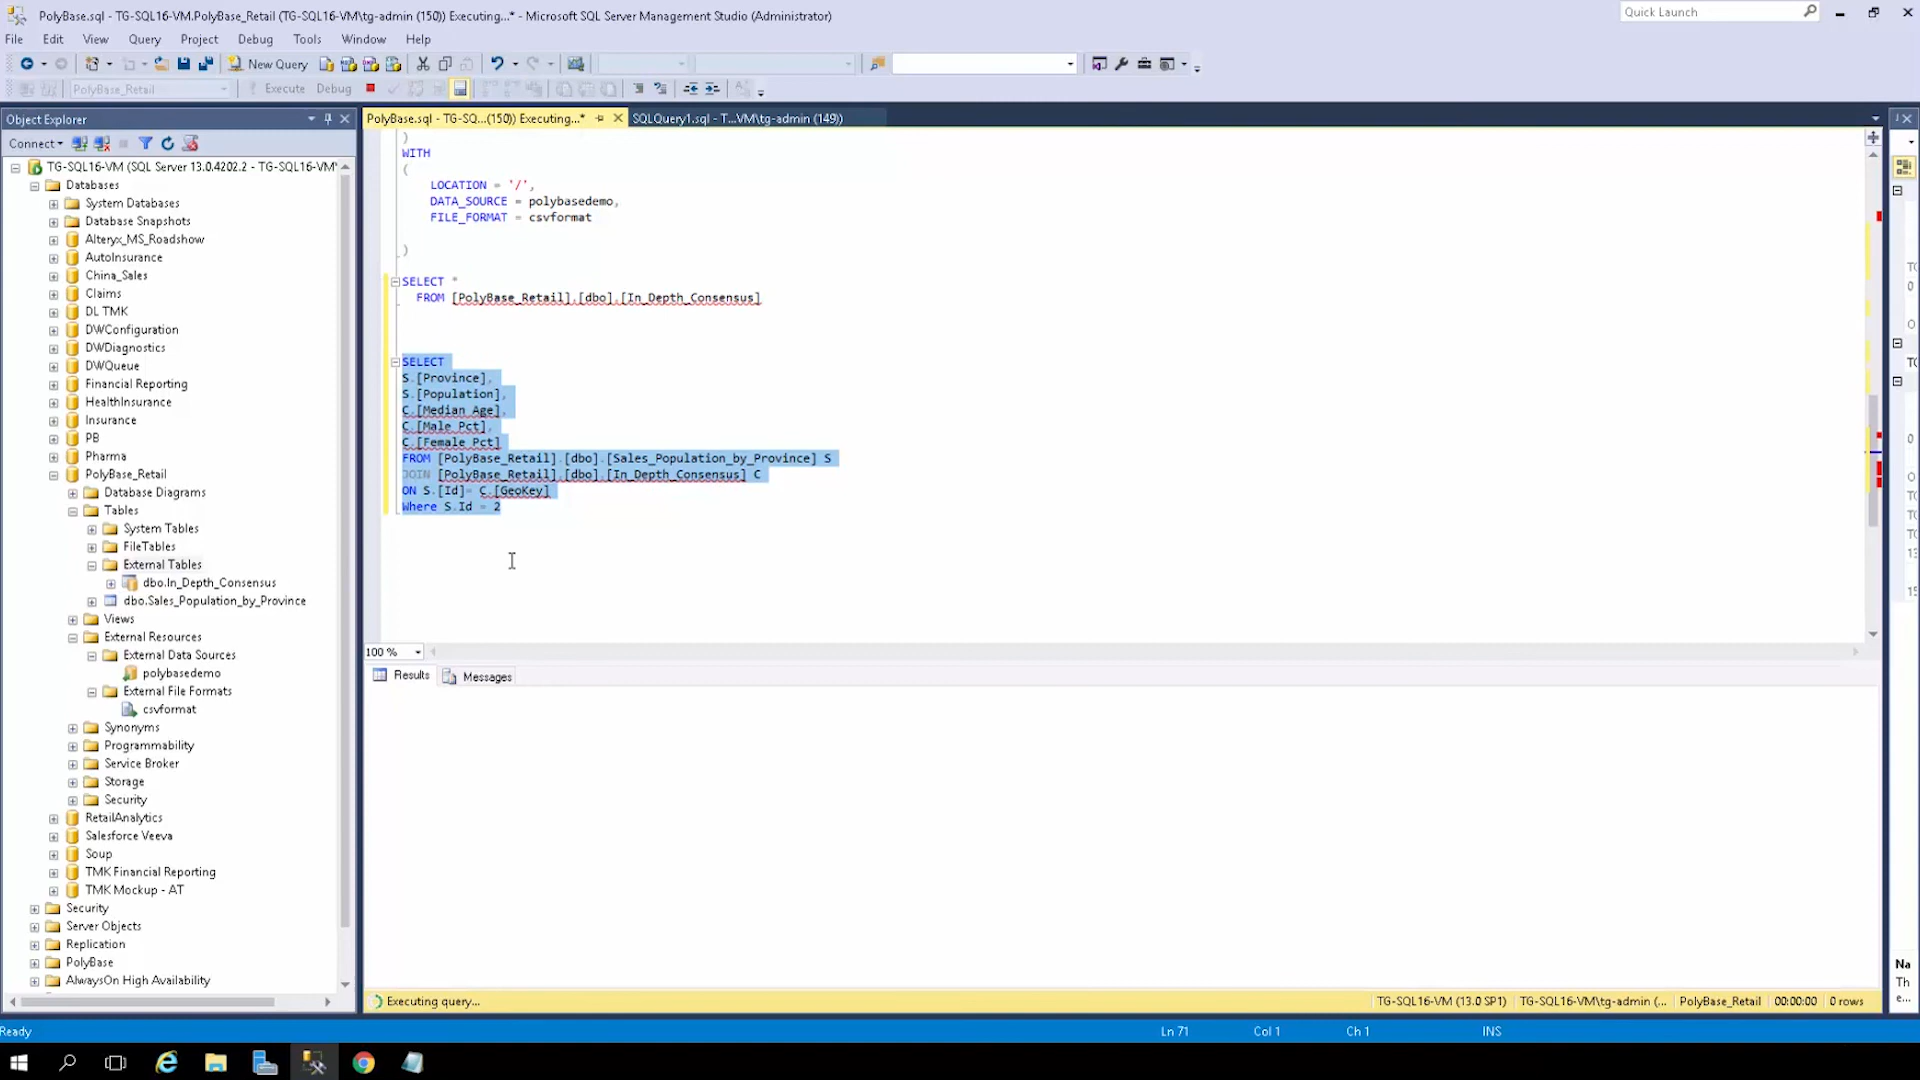 PolyBase.sql - TG-SQL16-VM.PolyBase_Retail (TG-SQL16-VM\tg-admin (150)) Executing...* - Microsoft SQL Server Management Studio (Administrator)
Quick Launch
File Edit View Query Project Debug Tools Window Help
New Query
PolyBase_Retail Execute Debug
Object Explorer
PolyBase.sql - TG-SQ...(150)) Executing...* SQLQuery1.sql - T...VM\tg-admin (149))
Connect
TG-SQL16-VM (SQL Server 13.0.4202.2 - TG-SQL16-VM
Databases
System Databases
Database Snapshots
Alteryx_MS_Roadshow
AutoInsurance
China_Sales
Claims
DL TMK
DWConfiguration
DWDiagnostics
DWQueue
Financial Reporting
HealthInsurance
Insurance
PB
Pharma
PolyBase_Retail
Database Diagrams
Tables
System Tables
FileTables
External Tables
dbo.In_Depth_Consensus
dbo.Sales_Population_by_Province
Views
External Resources
External Data Sources
polybasedemo
External File Formats
csvformat
Synonyms
Programmability
Service Broker
Storage
Security
RetailAnalytics
Salesforce Veeva
Soup
TMK Financial Reporting
TMK Mockup - AT
Security
Server Objects
Replication
PolyBase
AlwaysOn High Availability
)
WITH
(
LOCATION = '/',
DATA_SOURCE = polybasedemo,
FILE_FORMAT = csvformat
)
SELECT *
FROM [PolyBase_Retail].[dbo].[In_Depth_Consensus]
SELECT
S.[Province],
S.[Population],
C.[Median_Age],
C.[Male_Pct],
C.[Female_Pct]
FROM [PolyBase_Retail].[dbo].[Sales_Population_by_Province] S
JOIN [PolyBase_Retail].[dbo].[In_Depth_Consensus] C
ON S.[Id]= C.[GeoKey]
Where S.Id = 2
100 %
Results Messages
Executing query...
TG-SQL16-VM (13.0 SP1) TG-SQL16-VM\tg-admin (... PolyBase_Retail 00:00:00 0 rows
Na
Th
e...
Ready
Ln 71 Col 1 Ch 1 INS